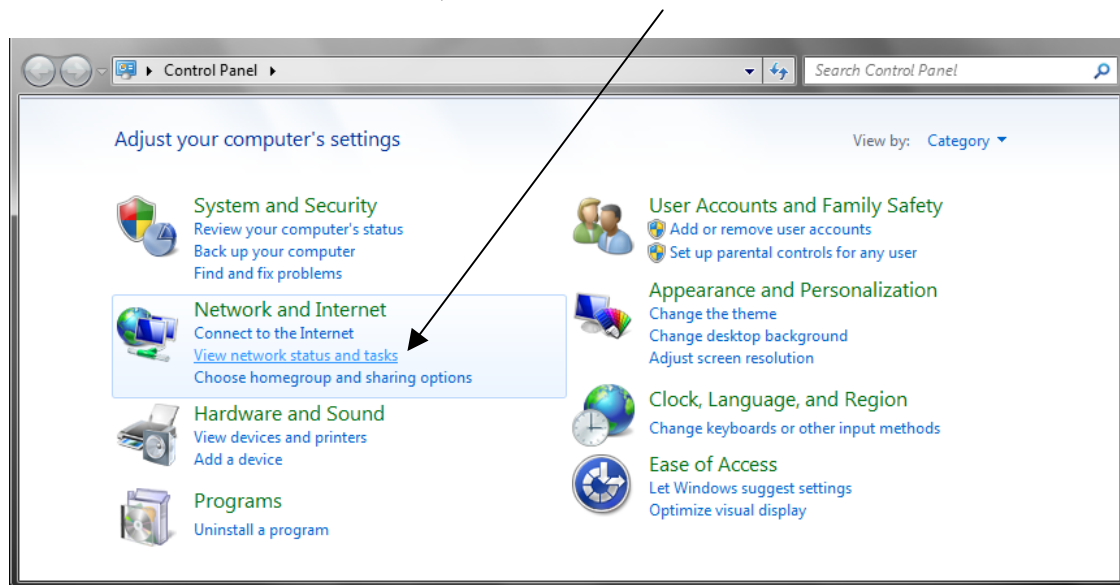 Control Panel
Search Control Panel
Adjust your computer's settings
View by: Category
System and Security
Review your computer's status
Back up your computer
Find and fix problems
Network and Internet
Connect to the Internet
View network status and tasks
Choose homegroup and sharing options
Hardware and Sound
View devices and printers
Add a device
Programs
Uninstall a program
User Accounts and Family Safety
Add or remove user accounts
Set up parental controls for any user
Appearance and Personalization
Change the theme
Change desktop background
Adjust screen resolution
Clock, Language, and Region
Change keyboards or other input methods
Ease of Access
Let Windows suggest settings
Optimize visual display